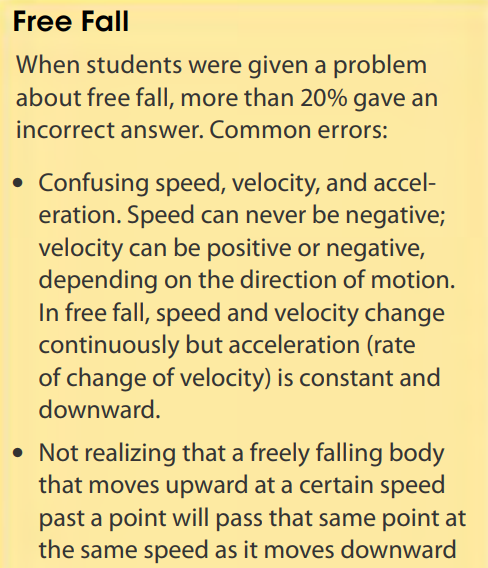 Free Fall
When students were given a problem
about free fall, more than 20% gave an
incorrect answer. Common errors:
• Confusing speed, velocity, and accel-
eration. Speed can never be negative;
velocity can be positive or negative,
depending on the direction of motion.
In free fall, speed and velocity change
continuously but acceleration (rate
of change of velocity) is constant and
downward.
• Not realizing that a freely falling body
that moves upward at a certain speed
past a point will pass that same point at
the same speed as it moves downward